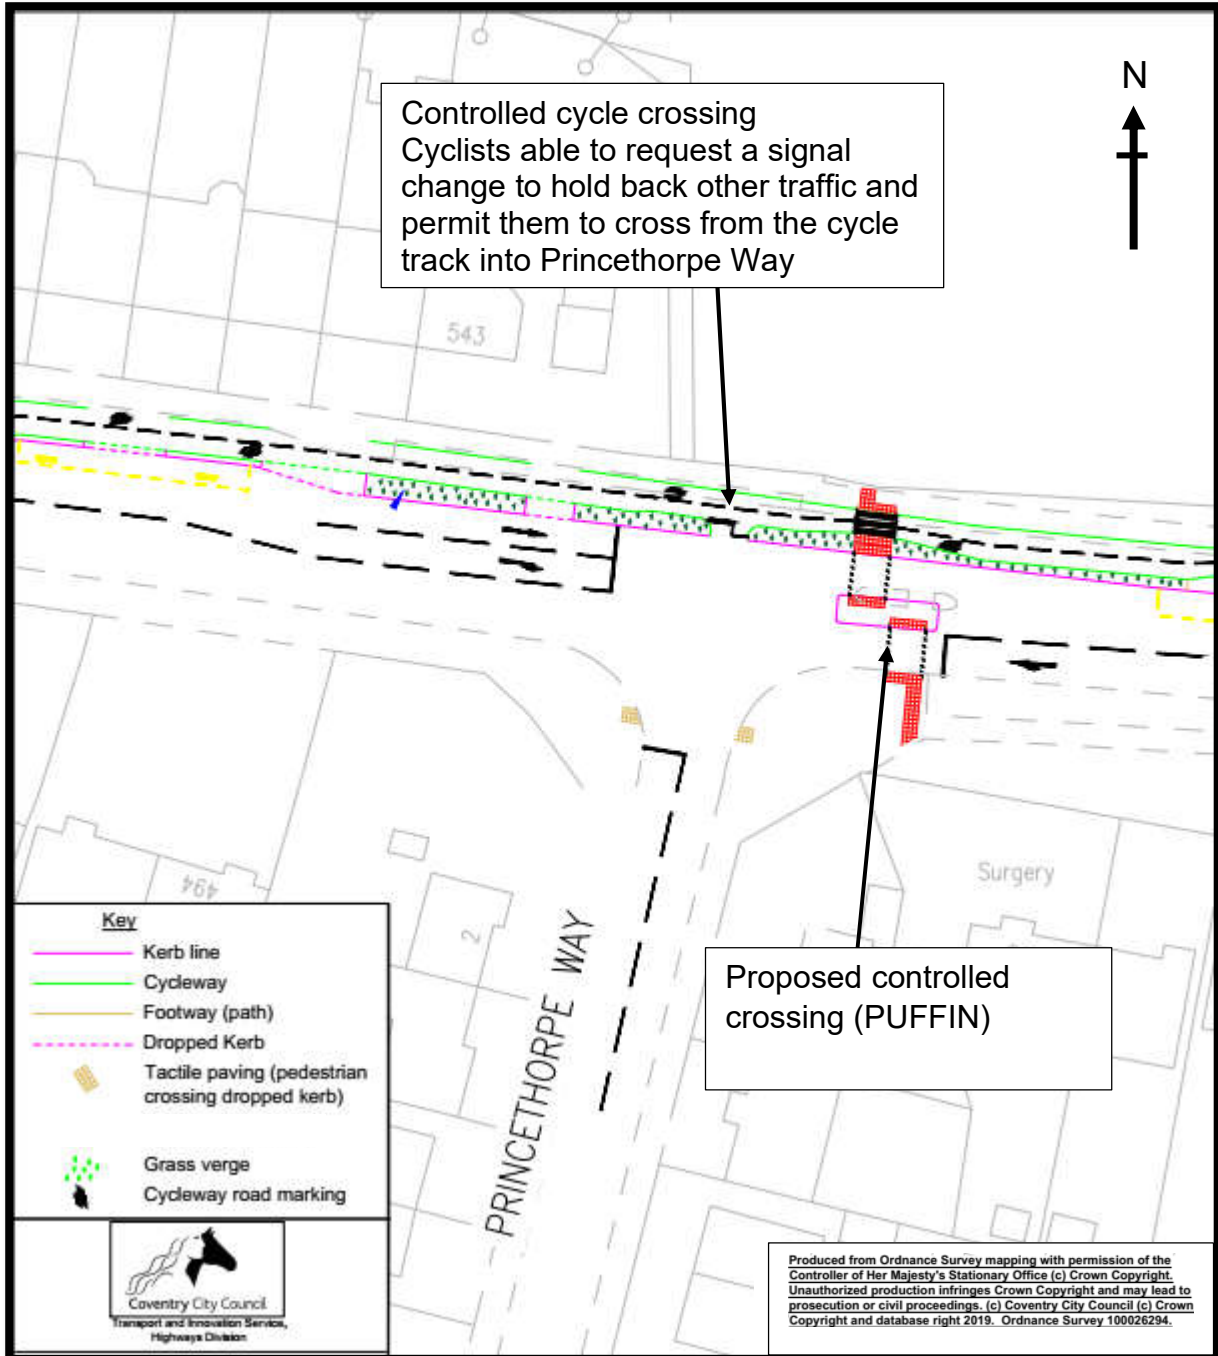 N
Controlled cycle crossing
Cyclists able to request a signal
change to hold back other traffic and
permit them to cross from the cycle
track into Princethorpe Way
543
494
2
Surgery
PRINCETHORPE WAY
Proposed controlled
crossing (PUFFIN)
Key
Kerb line
Cycleway
Footway (path)
Dropped Kerb
Tactile paving (pedestrian
crossing dropped kerb)
Grass verge
Cycleway road marking
Coventry City Council
Transport and Innovation Service,
Highways Division
Produced from Ordnance Survey mapping with permission of the
Controller of Her Majesty's Stationary Office (c) Crown Copyright.
Unauthorized production infringes Crown Copyright and may lead to
prosecution or civil proceedings. (c) Coventry City Council (c) Crown
Copyright and database right 2019. Ordnance Survey 100026294.